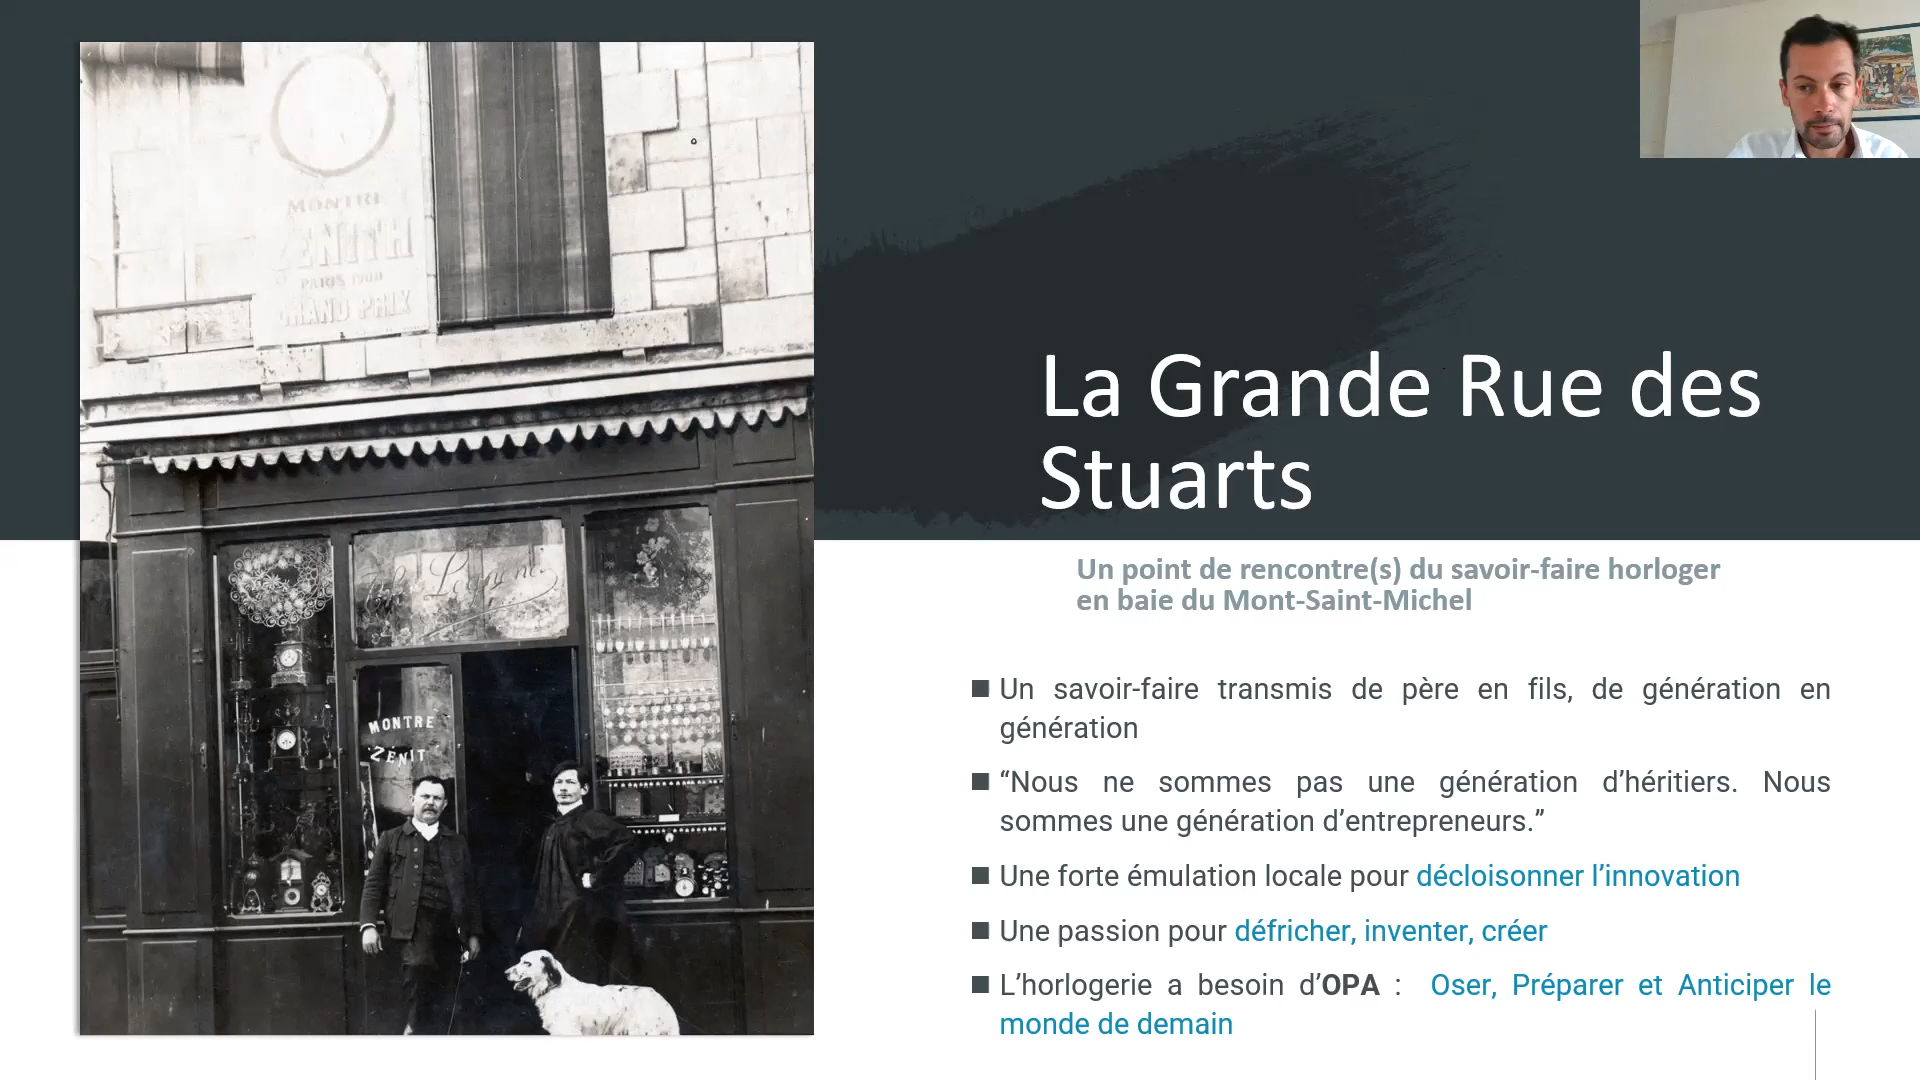 MONTRE
ZENITH
PARIS 1900
GRAND PRIX
MONTRE
ZENIT
La Grande Rue des
Stuarts
Un point de rencontre(s) du savoir-faire horloger
en baie du Mont-Saint-Michel
Un savoir-faire transmis de père en fils, de génération en
génération
“Nous ne sommes pas une génération d’héritiers. Nous
sommes une génération d’entrepreneurs.”
Une forte émulation locale pour décloisonner l’innovation
Une passion pour défricher, inventer, créer
L’horlogerie a besoin d’OPA : Oser, Préparer et Anticiper le
monde de demain